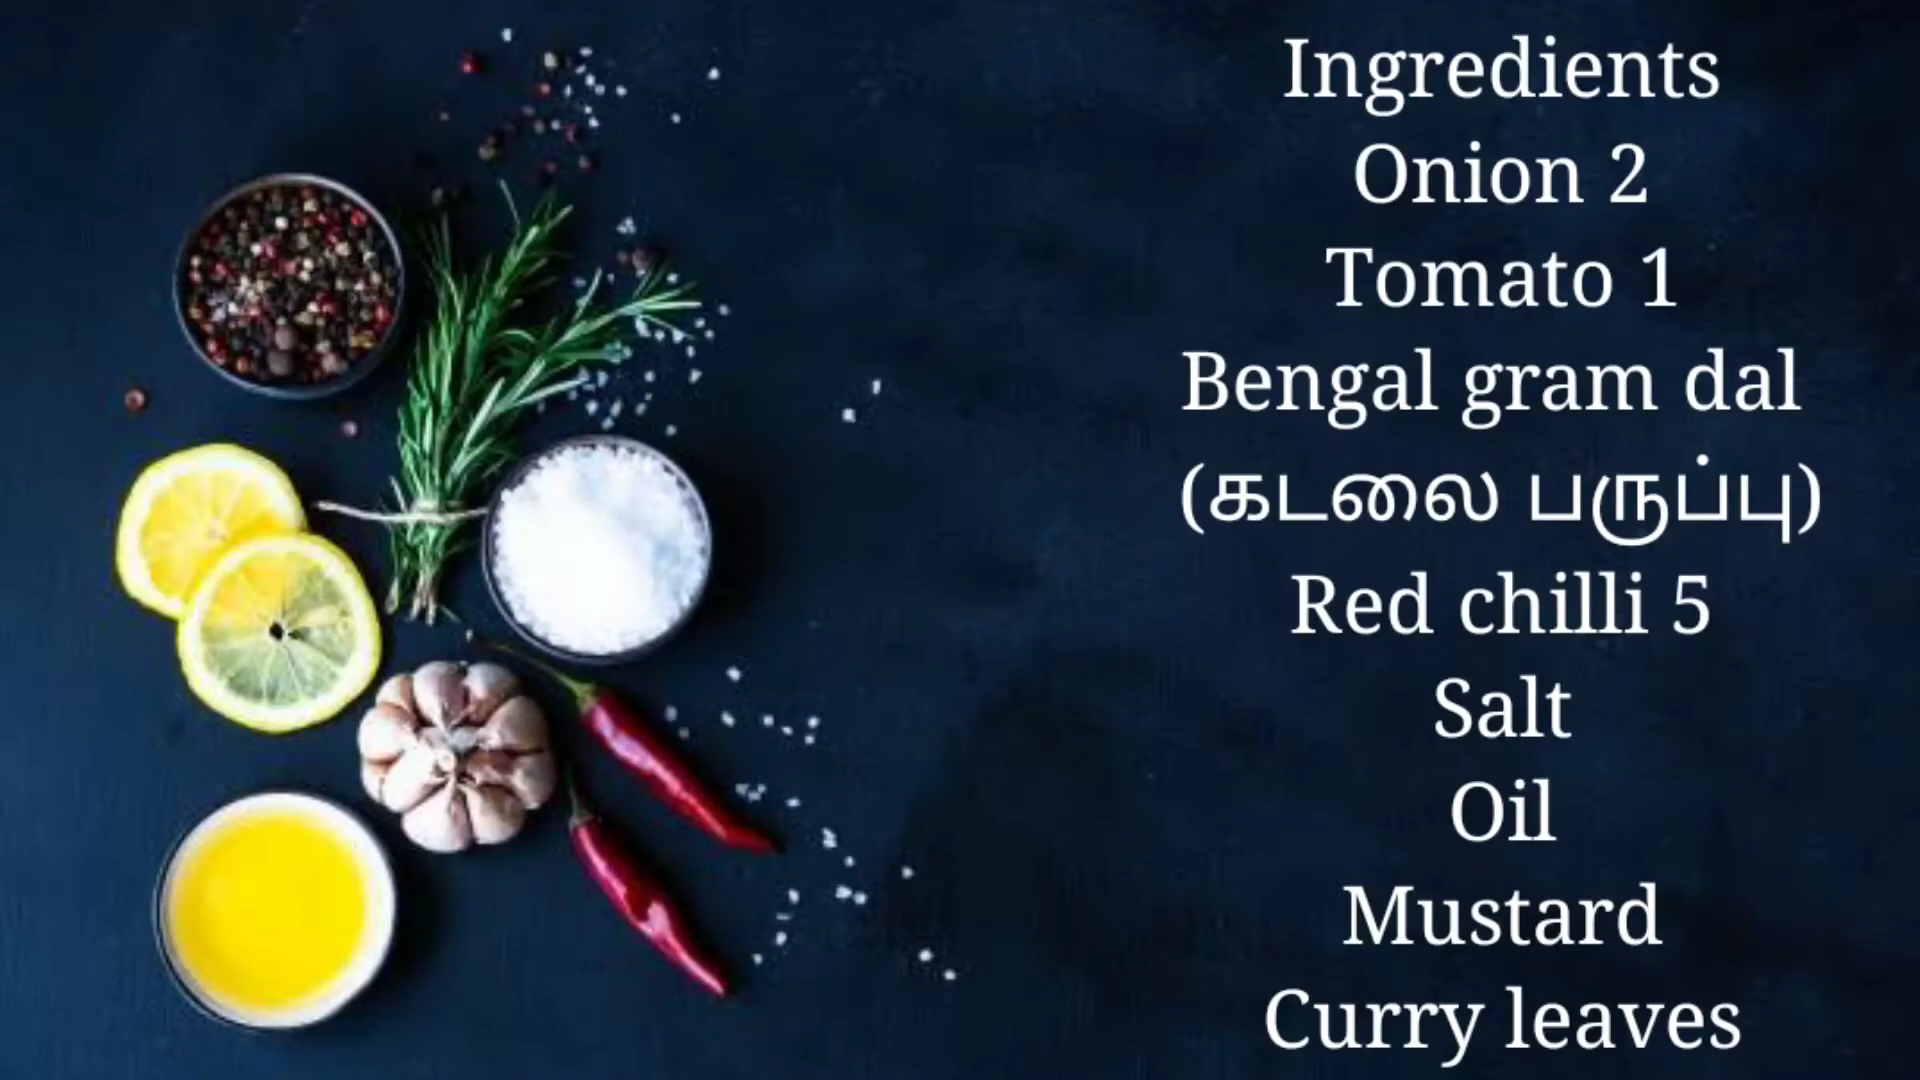 Ingredients
Onion 2
Tomato 1
Bengal gram dal
(கடலை பருப்பு)
Red chilli 5
Salt
Oil
Mustard
Curry leaves